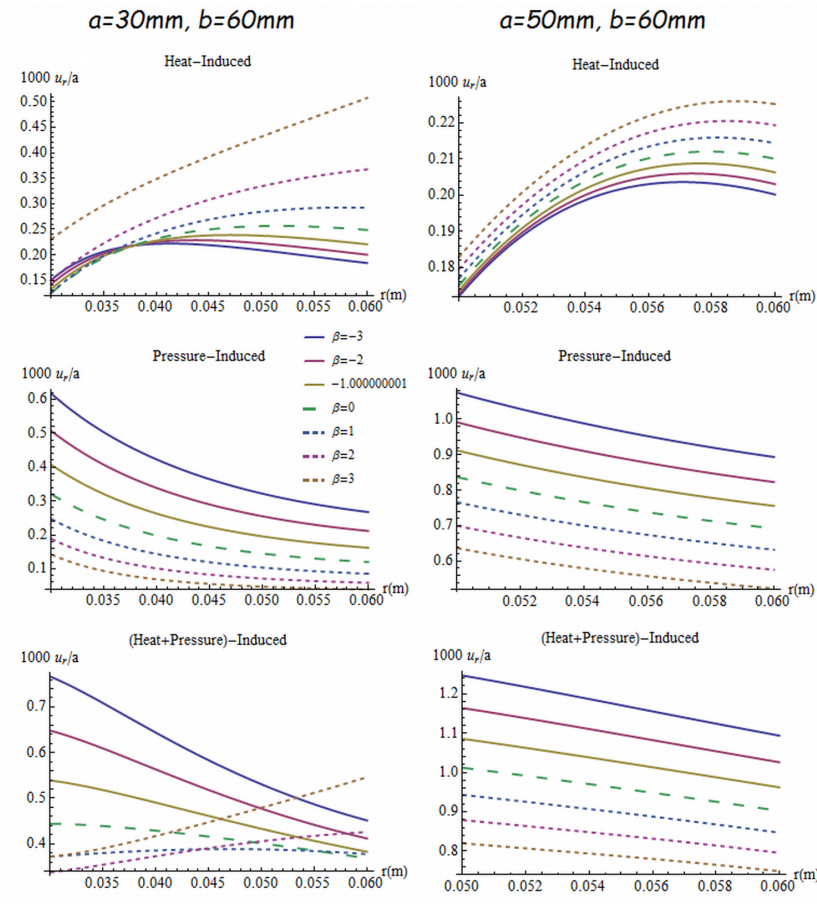 a=30mm, b=60mm
a=50mm, b=60mm
Heat−Induced
1000 u_r/a
0.50
0.45
0.40
0.35
0.30
0.25
0.20
0.15
0.035 0.040 0.045 0.050 0.055 0.060 r(m)
Heat−Induced
1000 u_r/a
0.22
0.21
0.20
0.19
0.18
0.052 0.054 0.056 0.058 0.060 r(m)
Pressure−Induced
1000 u_r/a
0.6
0.5
0.4
0.3
0.2
0.1
0.035 0.040 0.045 0.050 0.055 0.060 r(m)
β=−3
β=−2
−1.000000001
β=0
β=1
β=2
β=3
Pressure−Induced
1000 u_r/a
1.0
0.9
0.8
0.7
0.6
0.052 0.054 0.056 0.058 0.060 r(m)
(Heat+Pressure)−Induced
1000 u_r/a
0.7
0.6
0.5
0.4
0.035 0.040 0.045 0.050 0.055 0.060 r(m)
(Heat+Pressure)−Induced
1000 u_r/a
1.2
1.1
1.0
0.9
0.8
0.050 0.052 0.054 0.056 0.058 0.060 r(m)